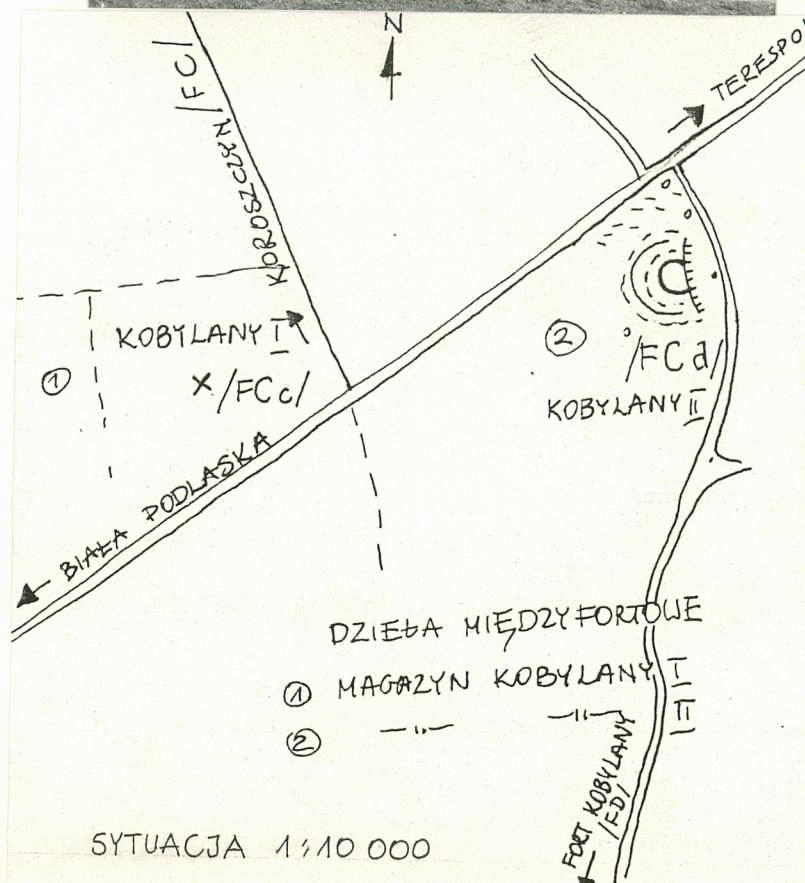 N
TERESPOL
KOROSZCZYN /FC/
KOBYLANY I
①
x /FCc/
②
/FCd/
KOBYLANY II
BIAŁA PODLASKA
DZIEŁA MIĘDZYFORTOWE
① MAGAZYN KOBYLANY I
② —〃— —〃— II
FORT KOBYLANY
/FD/
SYTUACJA 1:10 000